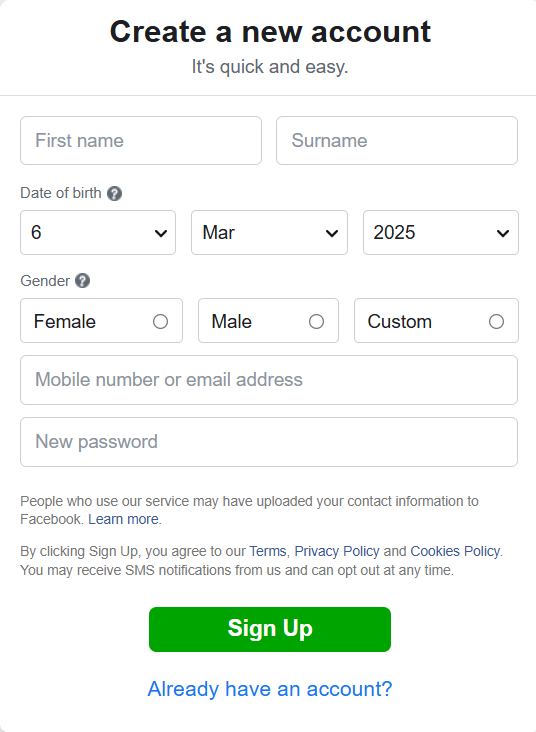 Create a new account
It's quick and easy.
First name Surname
Date of birth ?
6 Mar 2025
Gender ?
Female Male Custom
Mobile number or email address
New password
People who use our service may have uploaded your contact information to
Facebook. Learn more.
By clicking Sign Up, you agree to our Terms, Privacy Policy and Cookies Policy.
You may receive SMS notifications from us and can opt out at any time.
Sign Up
Already have an account?